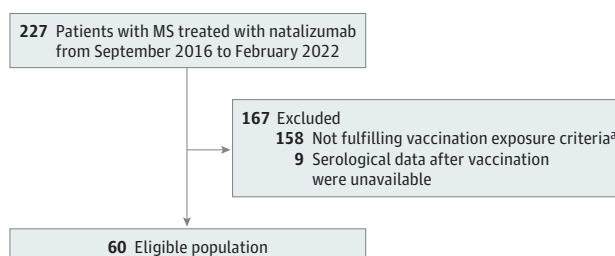 227 Patients with MS treated with natalizumab
from September 2016 to February 2022
167 Excluded
158 Not fulfilling vaccination exposure criteriaª
9 Serological data after vaccination
were unavailable
60 Eligible population